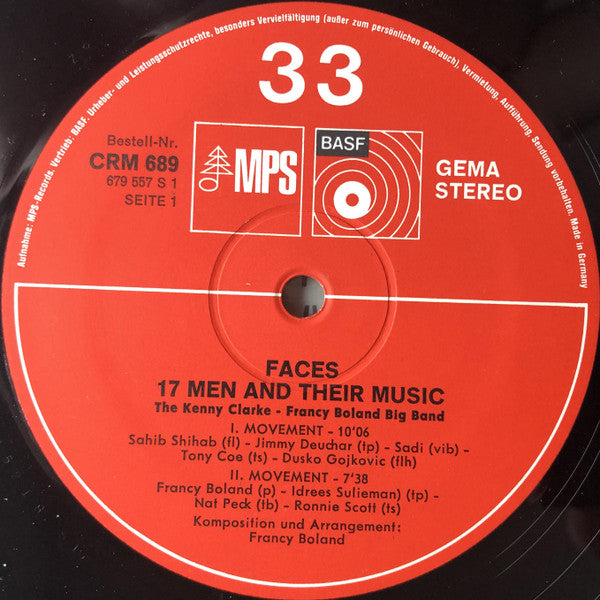 Aufnahme: MPS-Records. Vertrieb: BASF. Urheber- und Leistungsschutzrechte, besonders Vervielfältigung (außer zum persönlichen Gebrauch), Vermietung, Aufführung, Sendung vorbehalten. Made in Germany
33
Bestell-Nr.
CRM 689
679 557 S 1
SEITE 1
MPS
BASF
GEMA
STEREO
FACES
17 MEN AND THEIR MUSIC
The Kenny Clarke - Francy Boland Big Band
I. MOVEMENT - 10'06
Sahib Shihab (fl) - Jimmy Deuchar (tp) - Sadi (vib) -
Tony Coe (ts) - Dusko Gojkovic (flh)
II. MOVEMENT - 7'38
Francy Boland (p) - Idrees Sulieman) (tp) -
Nat Peck (tb) - Ronnie Scott (ts)
Komposition und Arrangement:
Francy Boland